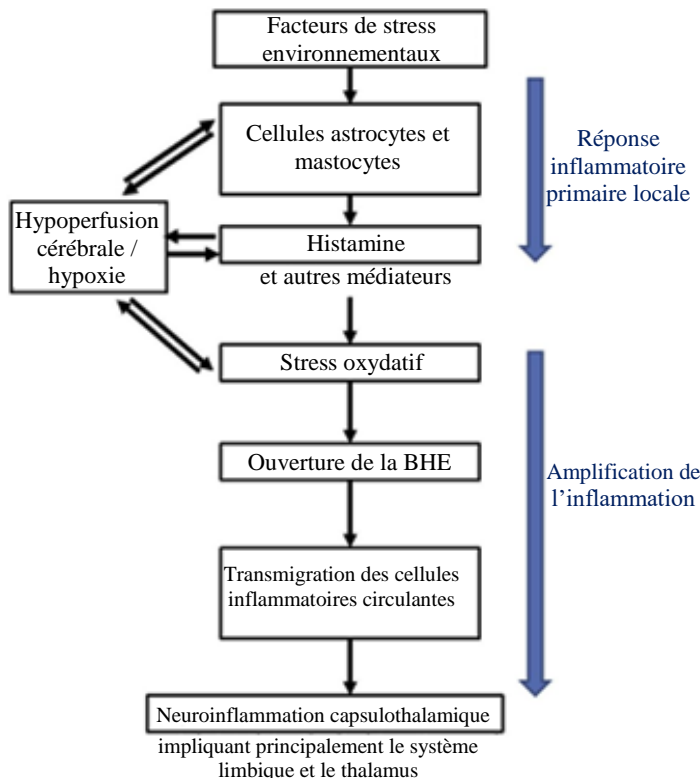 Facteurs de stress
environnementaux
Cellules astrocytes et
mastocytes
Réponse
inflammatoire
primaire locale
Hypoperfusion
cérébrale /
hypoxie
Histamine
et autres médiateurs
Stress oxydatif
Ouverture de la BHE
Amplification de
l’inflammation
Transmigration des cellules
inflammatoires circulantes
Neuroinflammation capsulothalamique
impliquant principalement le système
limbique et le thalamus